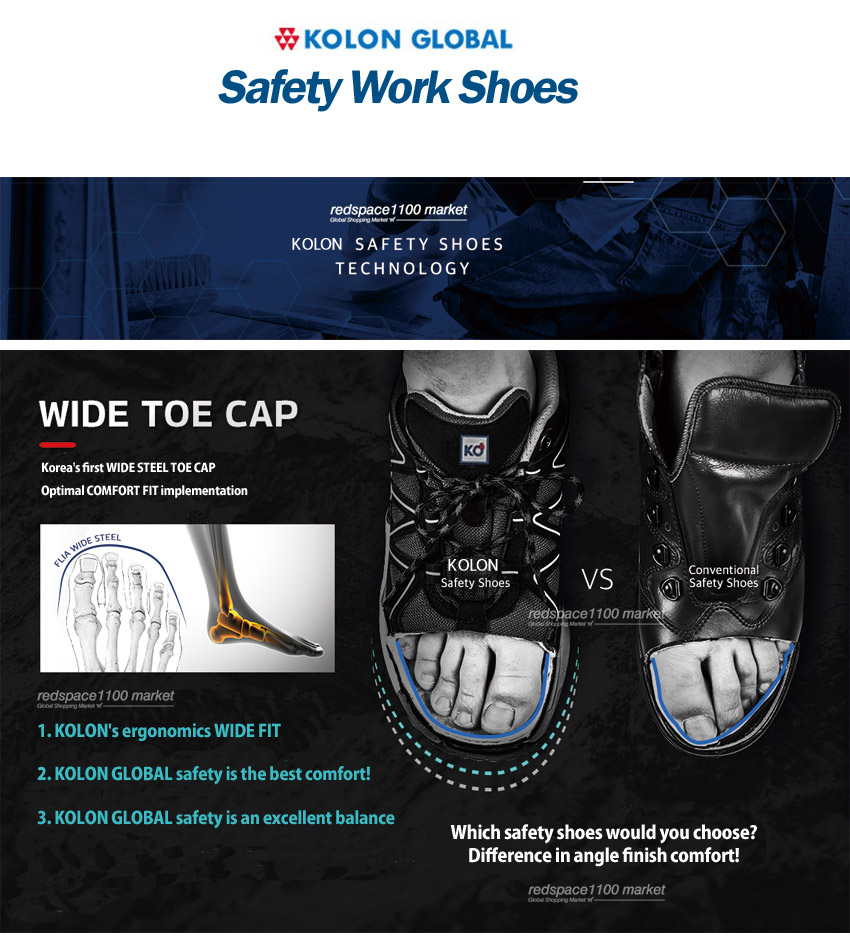 KOLON GLOBAL
Safety Work Shoes
redspace1100 market
Global Shopping Market
KOLON SAFETY SHOES
TECHNOLOGY
WIDE TOE CAP
Korea's first WIDE STEEL TOE CAP
Optimal COMFORT FIT implementation
FLIA WIDE STEEL
KO
KOLON
Safety Shoes
VS
Conventional
Safety Shoes
redspace1100 market
Global Shopping Market
redspace1100 market
Global Shopping Market
1. KOLON's ergonomics WIDE FIT
2. KOLON GLOBAL safety is the best comfort!
3. KOLON GLOBAL safety is an excellent balance
Which safety shoes would you choose?
Difference in angle finish comfort!
redspace1100 market
Global Shopping Market